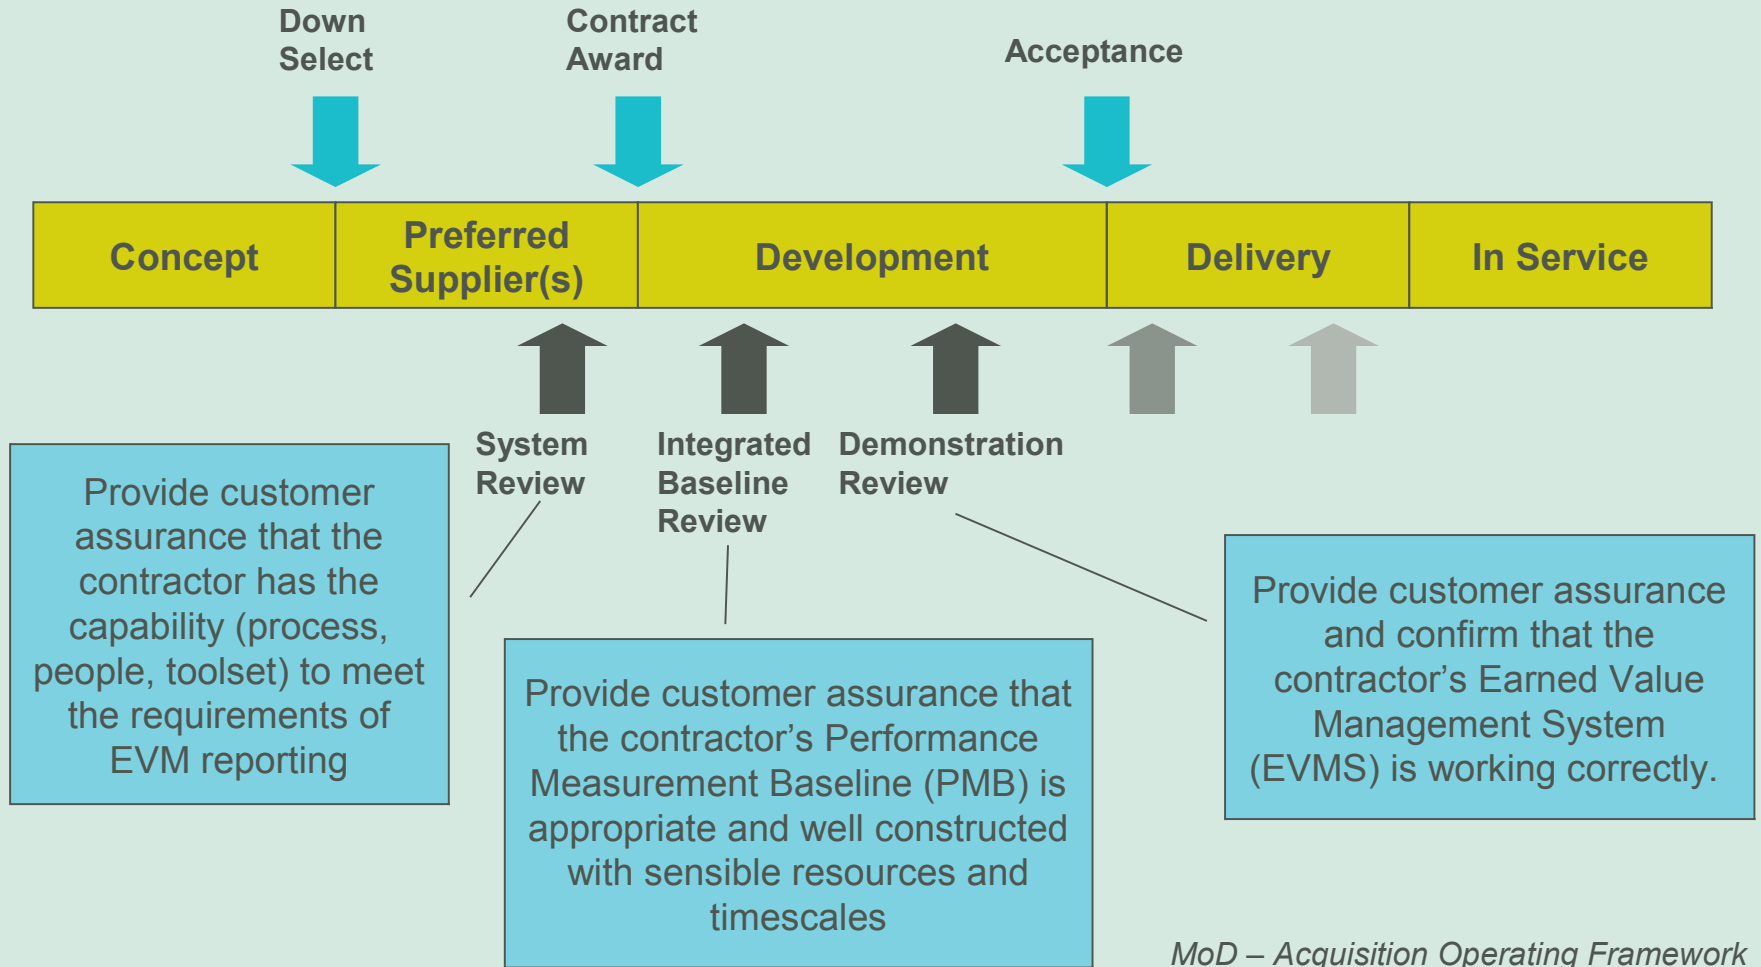 Down
Select
Contract
Award
Acceptance
Concept
Preferred
Supplier(s)
Development
Delivery
In Service
System
Review
Integrated
Baseline
Review
Demonstration
Review
Provide customer
assurance that the
contractor has the
capability (process,
people, toolset) to meet
the requirements of
EVM reporting
Provide customer assurance that
the contractor’s Performance
Measurement Baseline (PMB) is
appropriate and well constructed
with sensible resources and
timescales
Provide customer assurance
and confirm that the
contractor’s Earned Value
Management System
(EVMS) is working correctly.
MoD – Acquisition Operating Framework